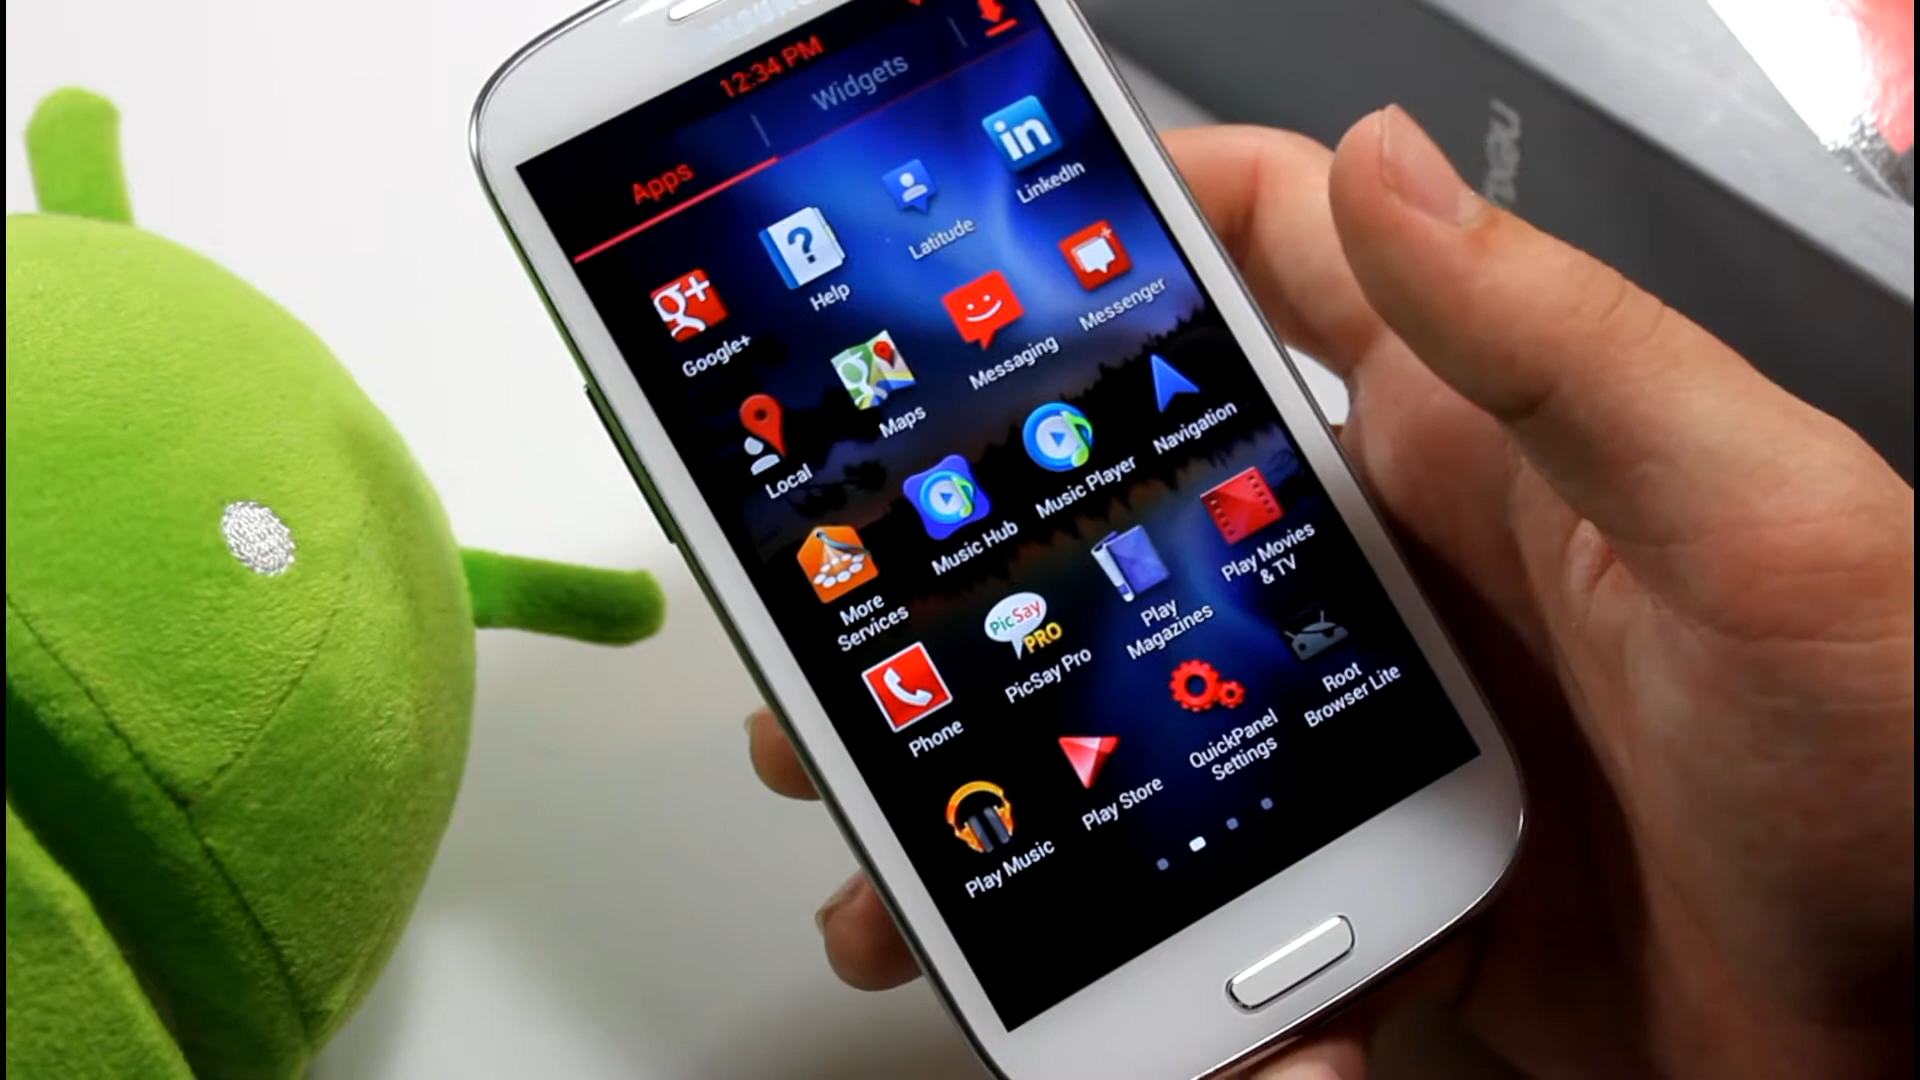 SAMSUNG
12:34 PM
Apps
Widgets
Google+
Help
Latitude
LinkedIn
Local
Maps
Messaging
Messenger
More
Services
Music Hub
Music Player
Navigation
Phone
PicSay
PRO
PicSay Pro
Play
Magazines
Play Movies
& TV
Play Music
Play Store
QuickPanel
Settings
Root
Browser Lite
g+
?
in